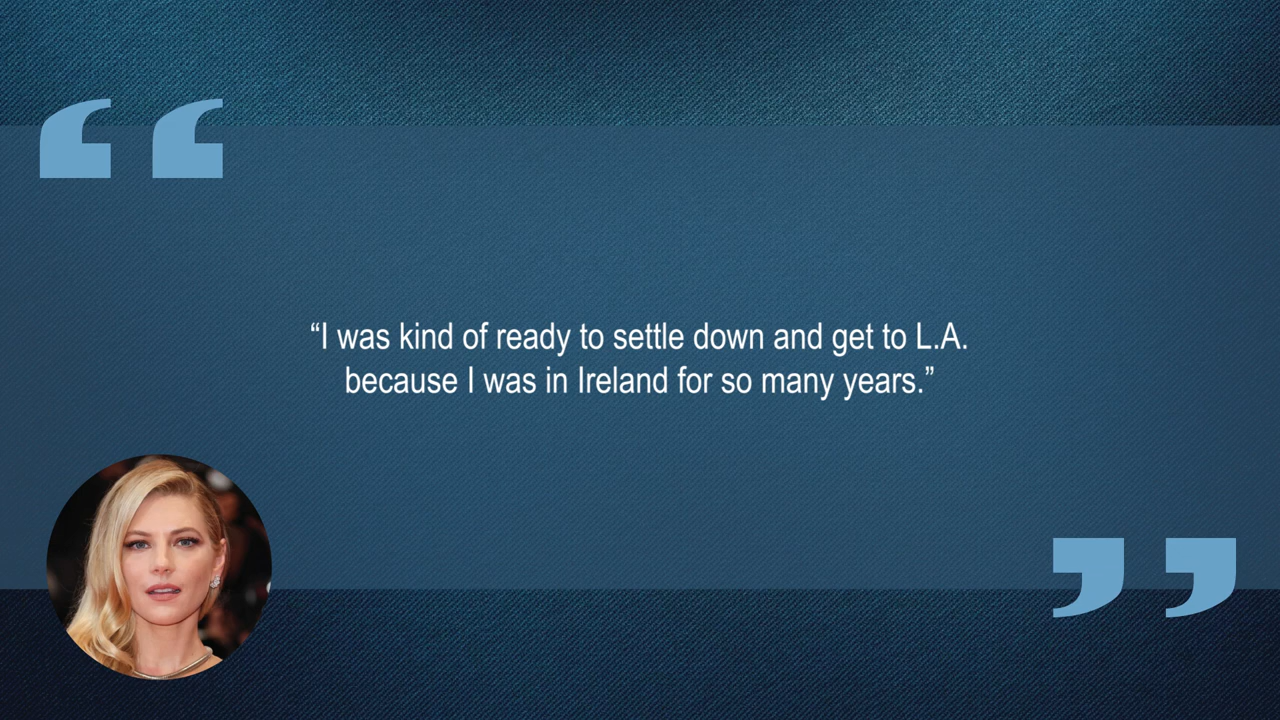 “I was kind of ready to settle down and get to L.A.
because I was in Ireland for so many years.”